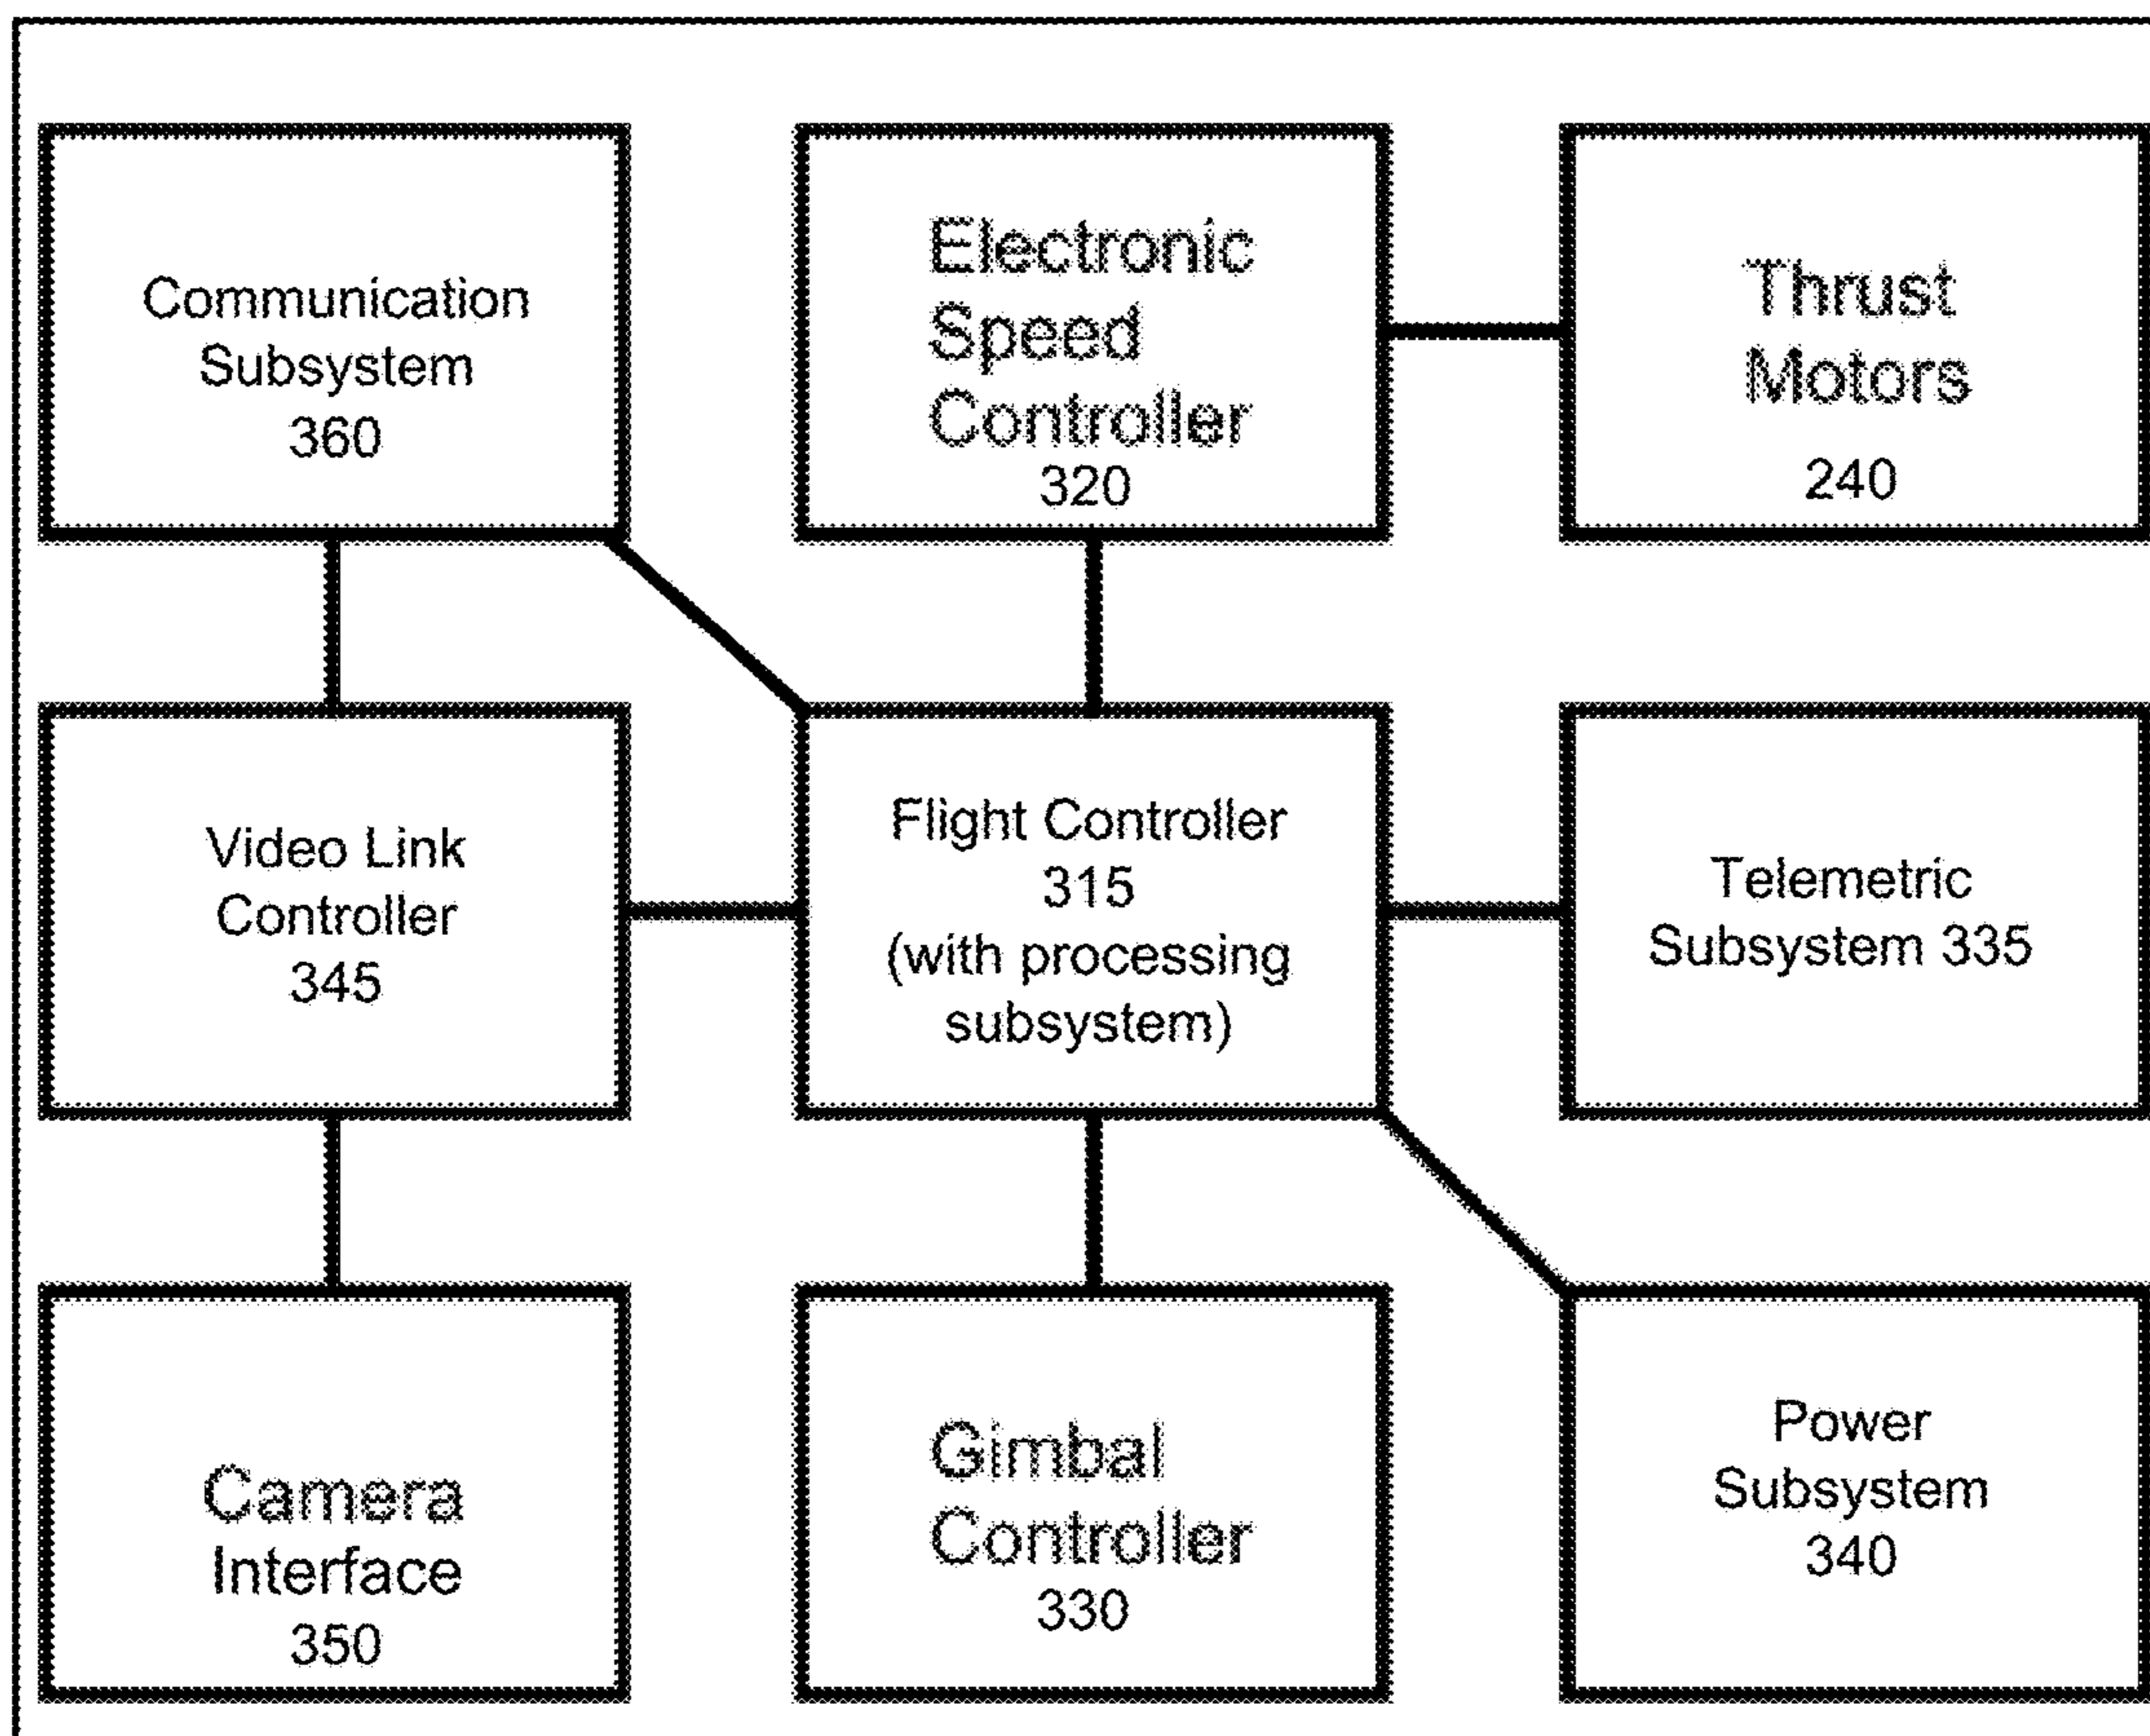 Communication
Subsystem
360
Electronic
Speed
Controller
320
Thrust
Motors
240
Video Link
Controller
345
Flight Controller
315
(with processing
subsystem)
Telemetric
Subsystem 335
Camera
Interface
350
Gimbal
Controller
330
Power
Subsystem
340